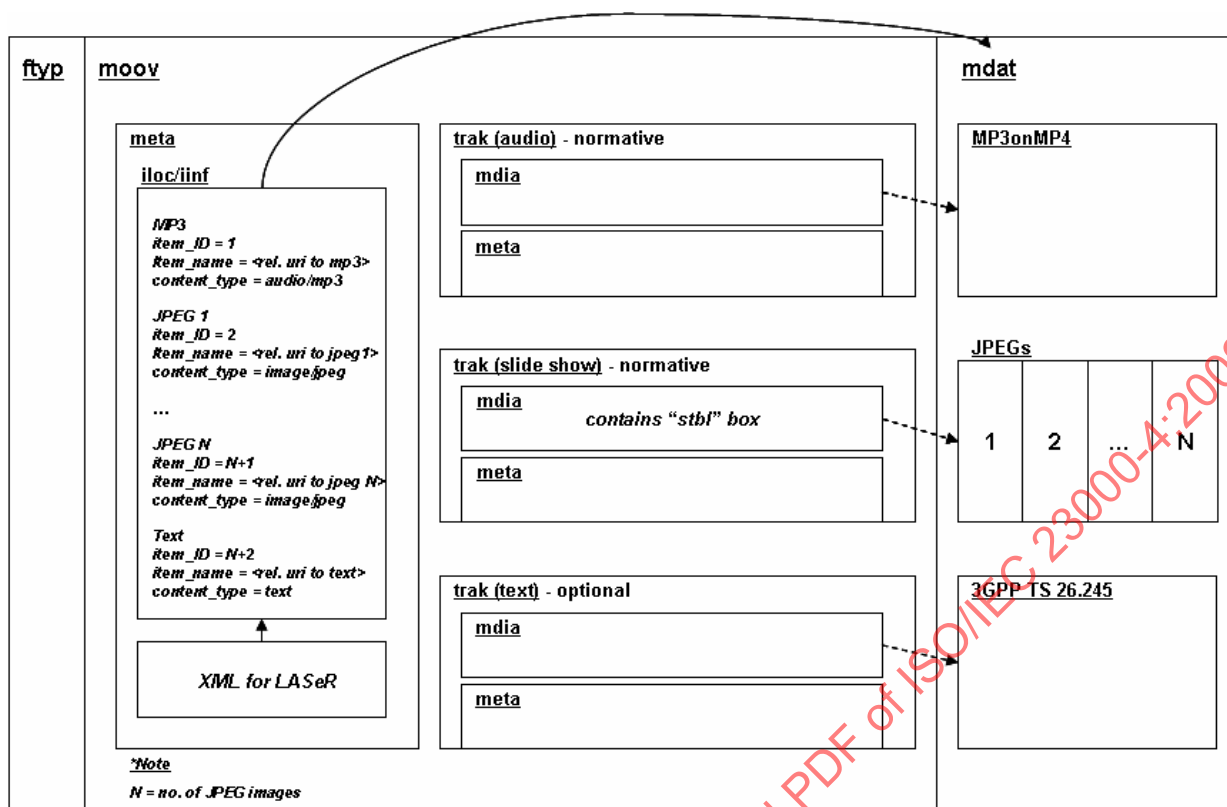 ftyp
moov
meta
iloc/iinf
MP3
item_ID = 1
Item_name = <rel. uri to mp3>
content_type = audio/mp3
JPEG 1
item_ID = 2
Item_name = <rel. uri to jpeg1>
content_type = image/jpeg
...
JPEG N
item_ID = N+1
item_name = <rel. uri to jpeg N>
content_type = image/jpeg
Text
item_ID = N+2
item_name = <rel. uri to text>
content_type = text
XML for LASeR
*Note
N = no. of JPEG images
trak (audio) - normative
mdia
meta
trak (slide show) - normative
mdia
contains “stbl” box
meta
trak (text) - optional
mdia
meta
mdat
MP3onMP4
JPEGs
1 2 ... N
3GPP TS 26.245
PDF of ISO/IEC 23000-4:200